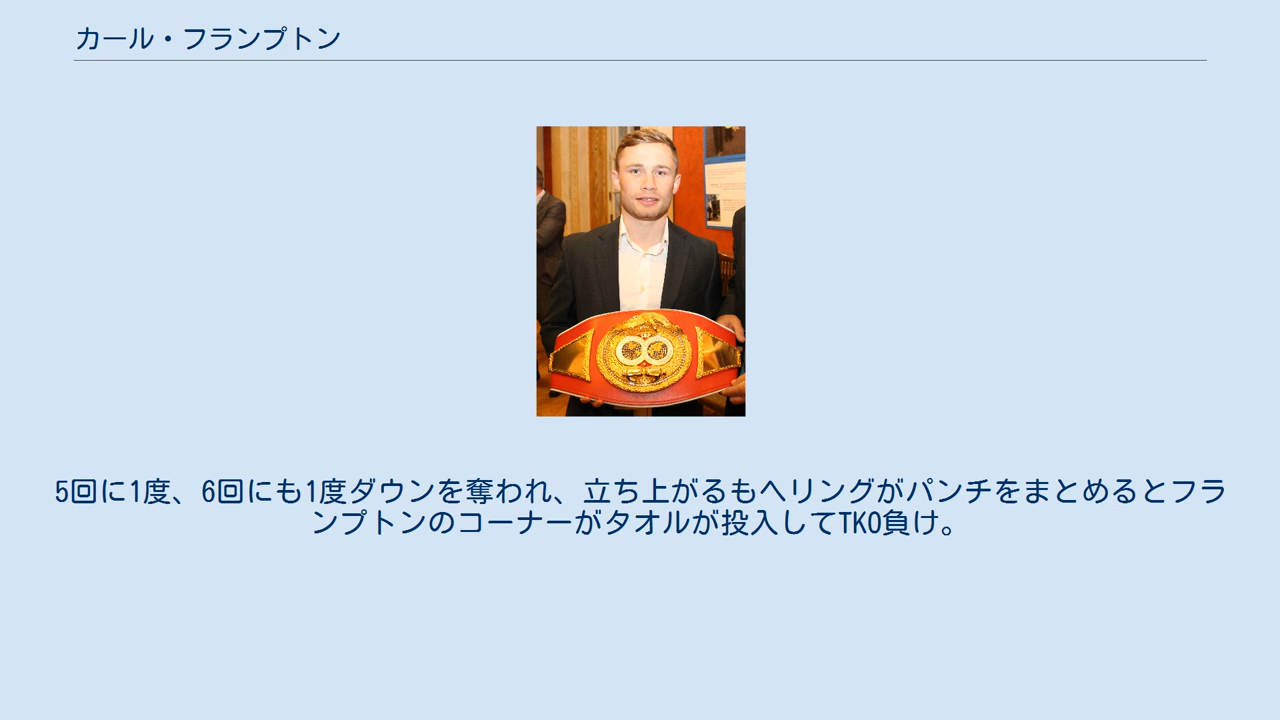 カール・フランプトン
5回に1度、6回にも1度ダウンを奪われ、立ち上がるもヘリングがパンチをまとめるとフラ
ンプトンのコーナーがタオルが投入してTKO負け。